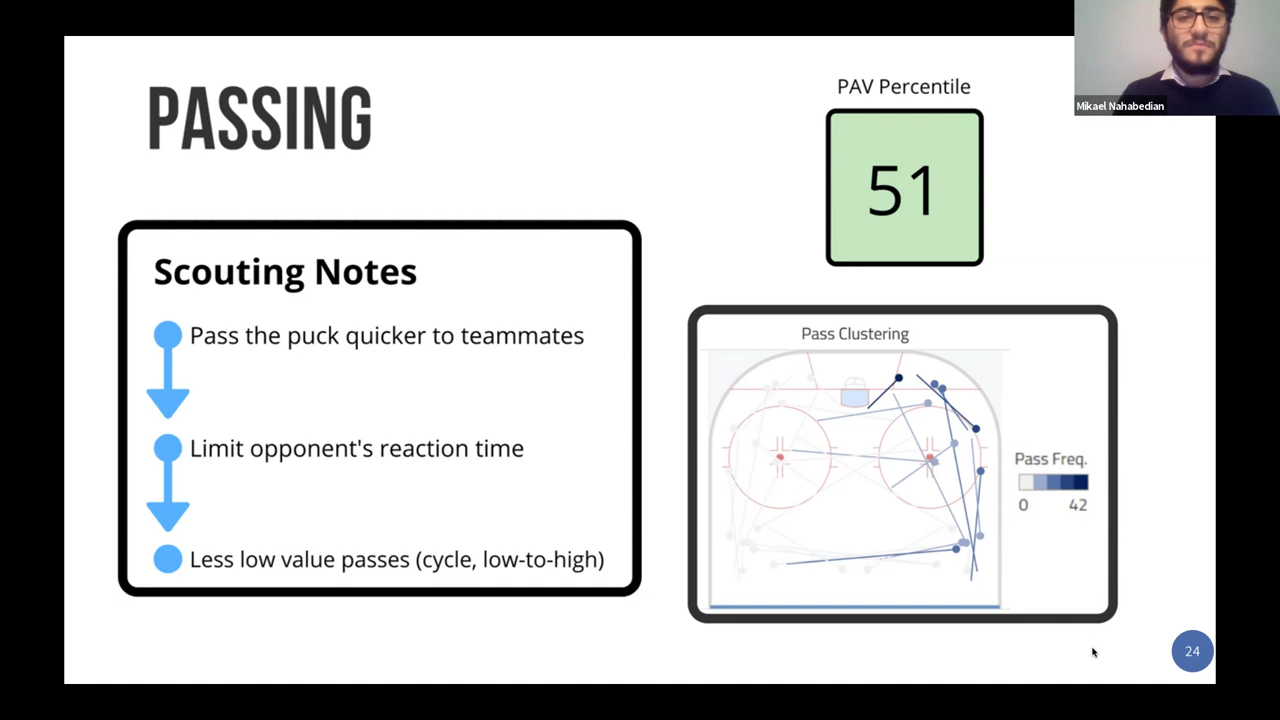 PASSING
PAV Percentile
51
Mikael Nahabedian
Scouting Notes
Pass the puck quicker to teammates
Limit opponent's reaction time
Less low value passes (cycle, low-to-high)
Pass Clustering
Pass Freq.
0 42
24